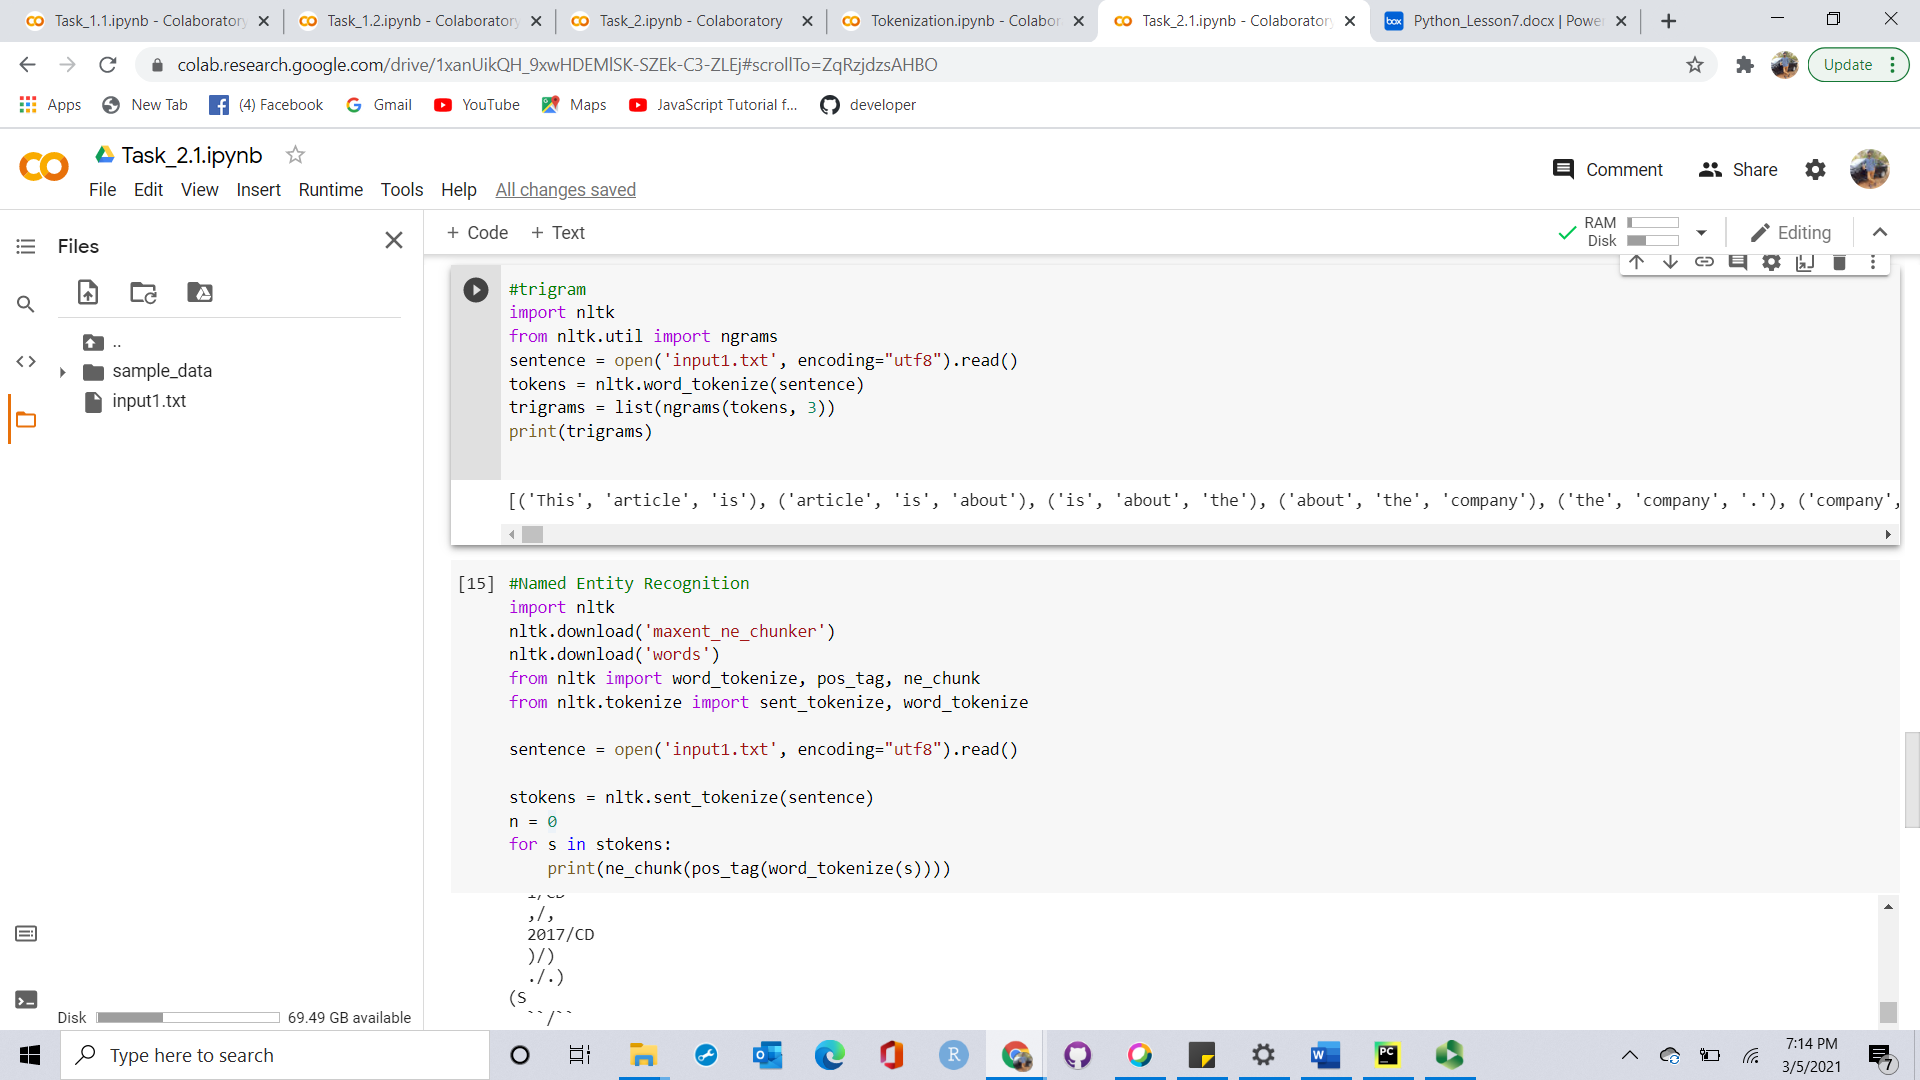 Task_1.1.ipynb - Colaboratory
Task_1.2.ipynb - Colaboratory
Task_2.ipynb - Colaboratory
Tokenization.ipynb - Colabor
Task_2.1.ipynb - Colaboratory
box Python_Lesson7.docx | Powe
colab.research.google.com/drive/1xanUikQH_9xwHDEMlSK-SZEk-C3-ZLEj#scrollTo=ZqRzjdzsAHBO
Update
Apps New Tab (4) Facebook Gmail YouTube Maps JavaScript Tutorial f... developer
Task_2.1.ipynb
Comment Share
File Edit View Insert Runtime Tools Help All changes saved
Files
+ Code + Text
RAM
Disk
Editing
..
sample_data
input1.txt
#trigram
import nltk
from nltk.util import ngrams
sentence = open('input1.txt', encoding="utf8").read()
tokens = nltk.word_tokenize(sentence)
trigrams = list(ngrams(tokens, 3))
print(trigrams)
[('This', 'article', 'is'), ('article', 'is', 'about'), ('is', 'about', 'the'), ('about', 'the', 'company'), ('the', 'company', '.'), ('company',
[15] #Named Entity Recognition
import nltk
nltk.download('maxent_ne_chunker')
nltk.download('words')
from nltk import word_tokenize, pos_tag, ne_chunk
from nltk.tokenize import sent_tokenize, word_tokenize
sentence = open('input1.txt', encoding="utf8").read()
stokens = nltk.sent_tokenize(sentence)
n = 0
for s in stokens:
    print(ne_chunk(pos_tag(word_tokenize(s))))
,/,
2017/CD
)/)
./.)
(S
``/``
Disk 69.49 GB available
Type here to search
R
PC
7:14 PM
3/5/2021
7